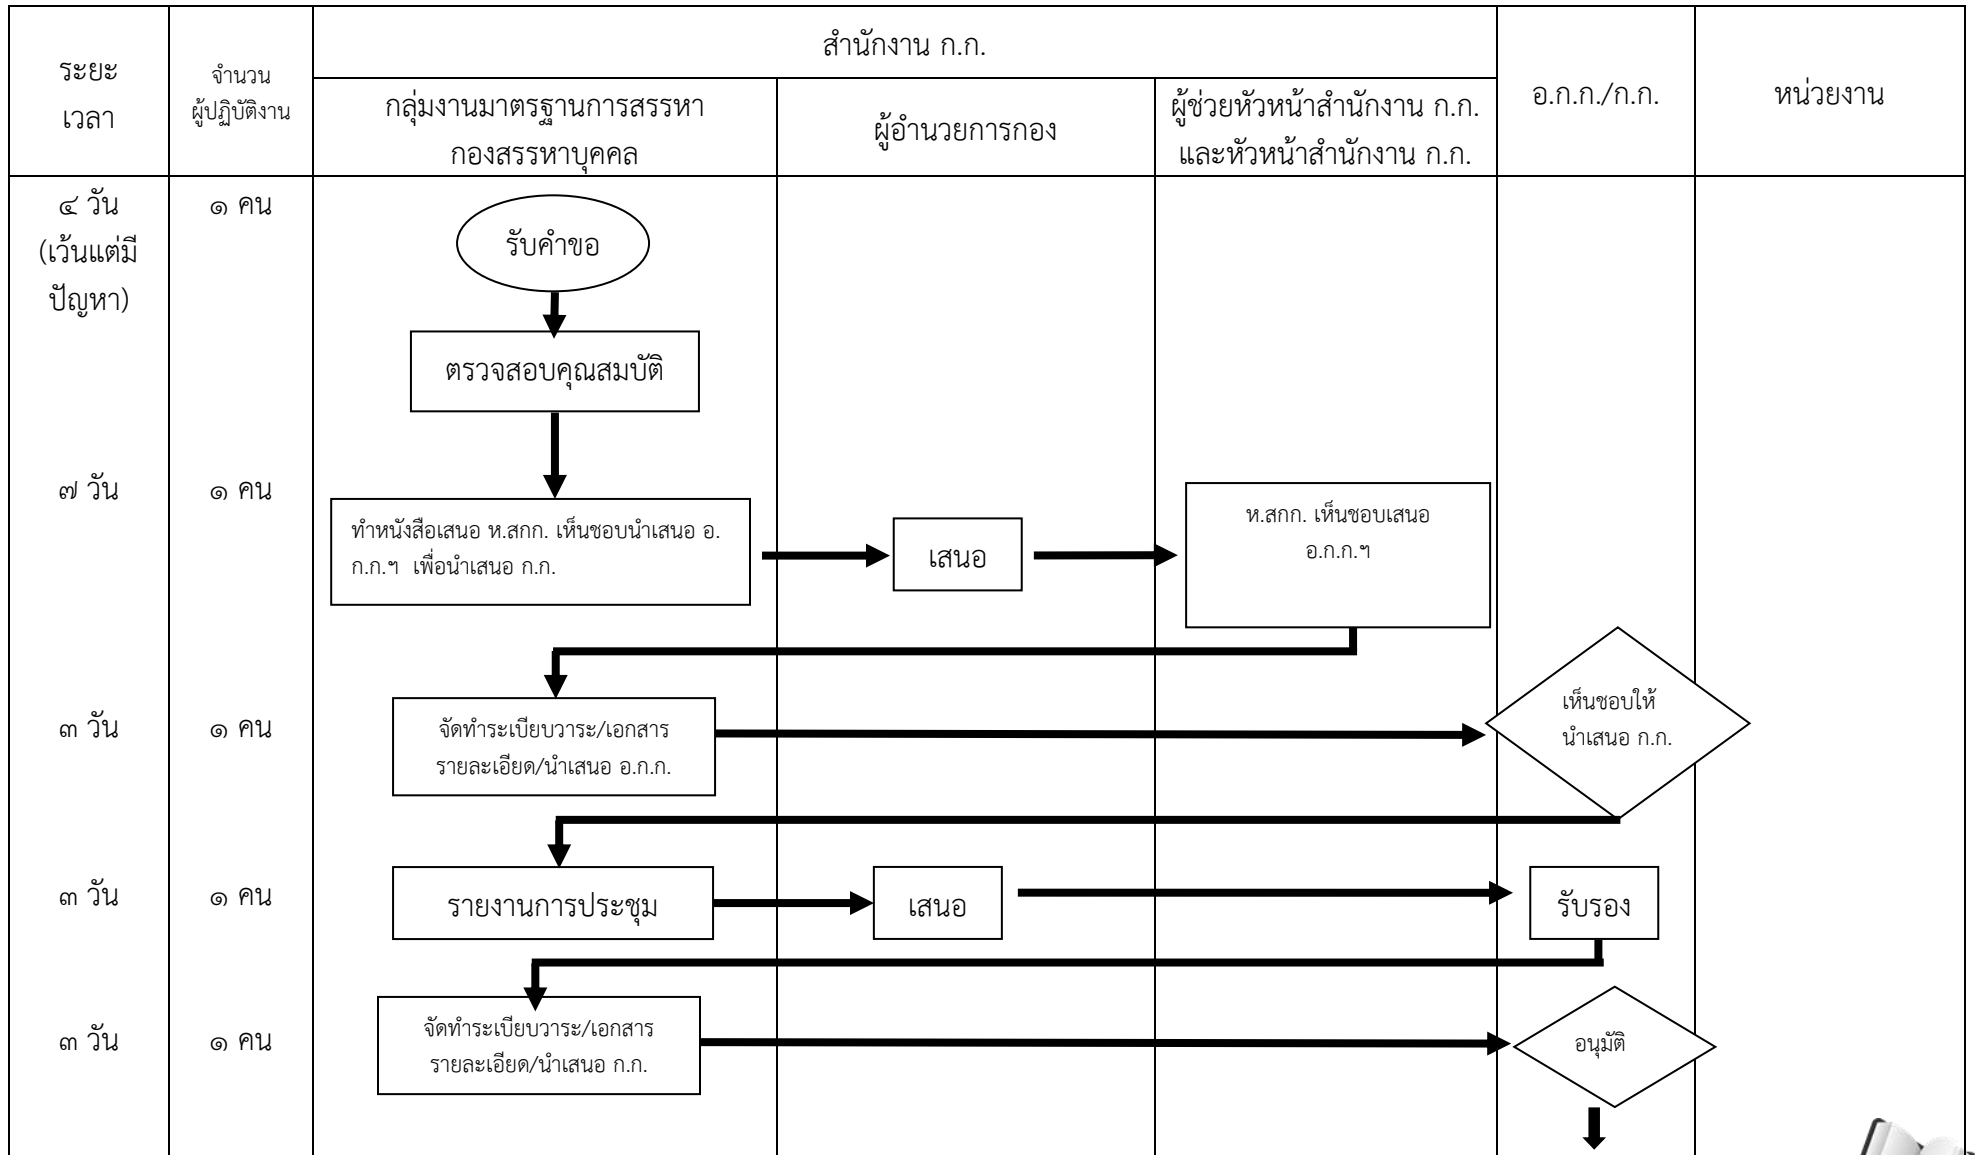 ระยะ
เวลา
จำนวน
ผู้ปฏิบัติงาน
สำนักงาน ก.ก.
กลุ่มงานมาตรฐานการสรรหา
กองสรรหาบุคคล
ผู้อำนวยการกอง
ผู้ช่วยหัวหน้าสำนักงาน ก.ก.
และหัวหน้าสำนักงาน ก.ก.
อ.ก.ก./ก.ก.
หน่วยงาน
๔ วัน
(เว้นแต่มี
ปัญหา)
๑ คน
รับคำขอ
ตรวจสอบคุณสมบัติ
๗ วัน
๑ คน
ทำหนังสือเสนอ ห.สกก. เห็นชอบนำเสนอ อ.
ก.ก.ฯ เพื่อนำเสนอ ก.ก.
เสนอ
ห.สกก. เห็นชอบเสนอ
อ.ก.ก.ฯ
๓ วัน
๑ คน
จัดทำระเบียบวาระ/เอกสาร
รายละเอียด/นำเสนอ อ.ก.ก.
เห็นชอบให้
นำเสนอ ก.ก.
๓ วัน
๑ คน
รายงานการประชุม
เสนอ
รับรอง
๓ วัน
๑ คน
จัดทำระเบียบวาระ/เอกสาร
รายละเอียด/นำเสนอ ก.ก.
อนุมัติ